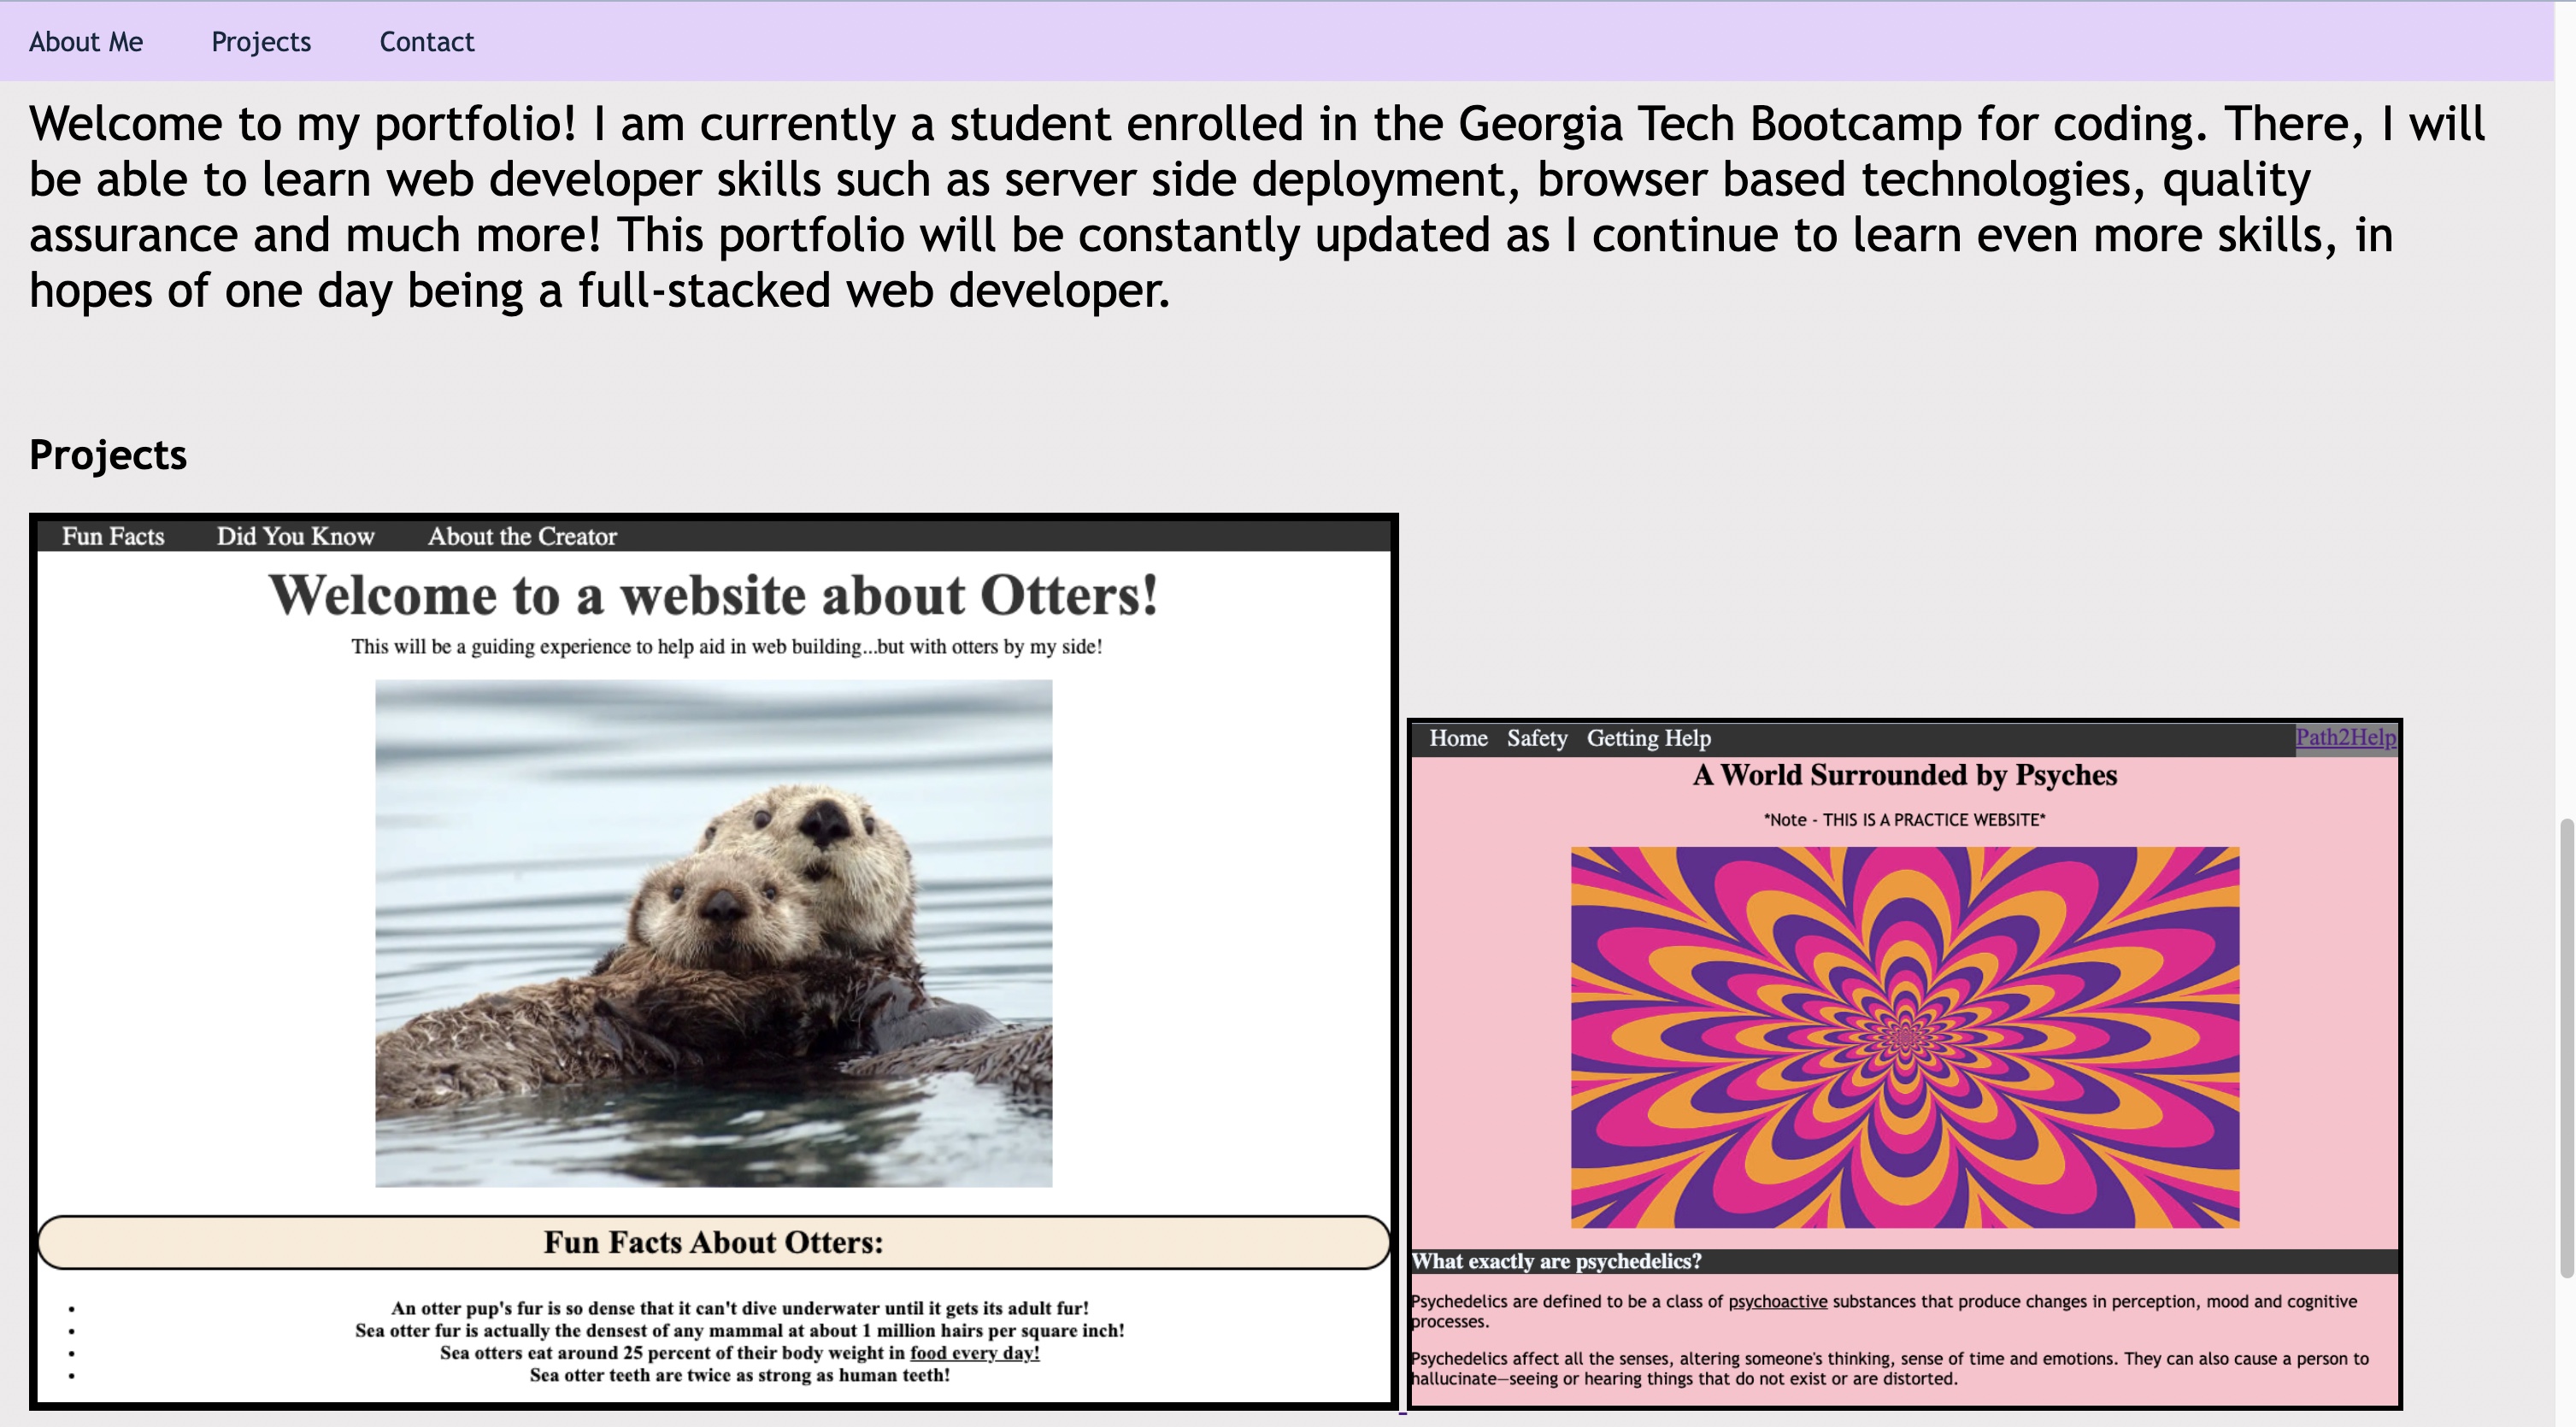 About Me Projects Contact
Welcome to my portfolio! I am currently a student enrolled in the Georgia Tech Bootcamp for coding. There, I will
be able to learn web developer skills such as server side deployment, browser based technologies, quality
assurance and much more! This portfolio will be constantly updated as I continue to learn even more skills, in
hopes of one day being a full-stacked web developer.
Projects
Fun Facts Did You Know About the Creator
Welcome to a website about Otters!
This will be a guiding experience to help aid in web building...but with otters by my side!
Fun Facts About Otters:
• An otter pup's fur is so dense that it can't dive underwater until it gets its adult fur!
• Sea otter fur is actually the densest of any mammal at about 1 million hairs per square inch!
• Sea otters eat around 25 percent of their body weight in food every day!
• Sea otter teeth are twice as strong as human teeth!
Home Safety Getting Help Path2Help
A World Surrounded by Psyches
*Note - THIS IS A PRACTICE WEBSITE*
What exactly are psychedelics?
Psychedelics are defined to be a class of psychoactive substances that produce changes in perception, mood and cognitive
processes.
Psychedelics affect all the senses, altering someone's thinking, sense of time and emotions. They can also cause a person to
hallucinate—seeing or hearing things that do not exist or are distorted.